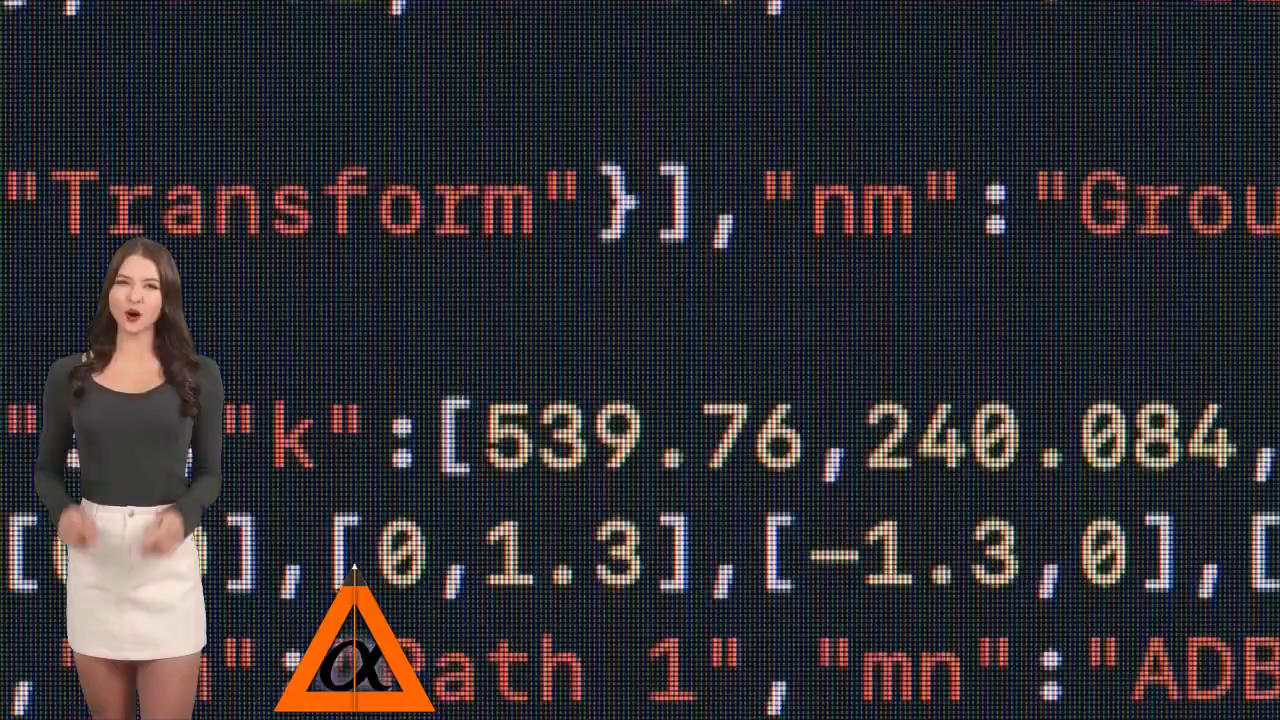 "Transform"}],"nm":"Grou
"k":[539.76,240.084,
],[0,1.3],[-1.3,0],[
Path 1","mn":"ADB
α